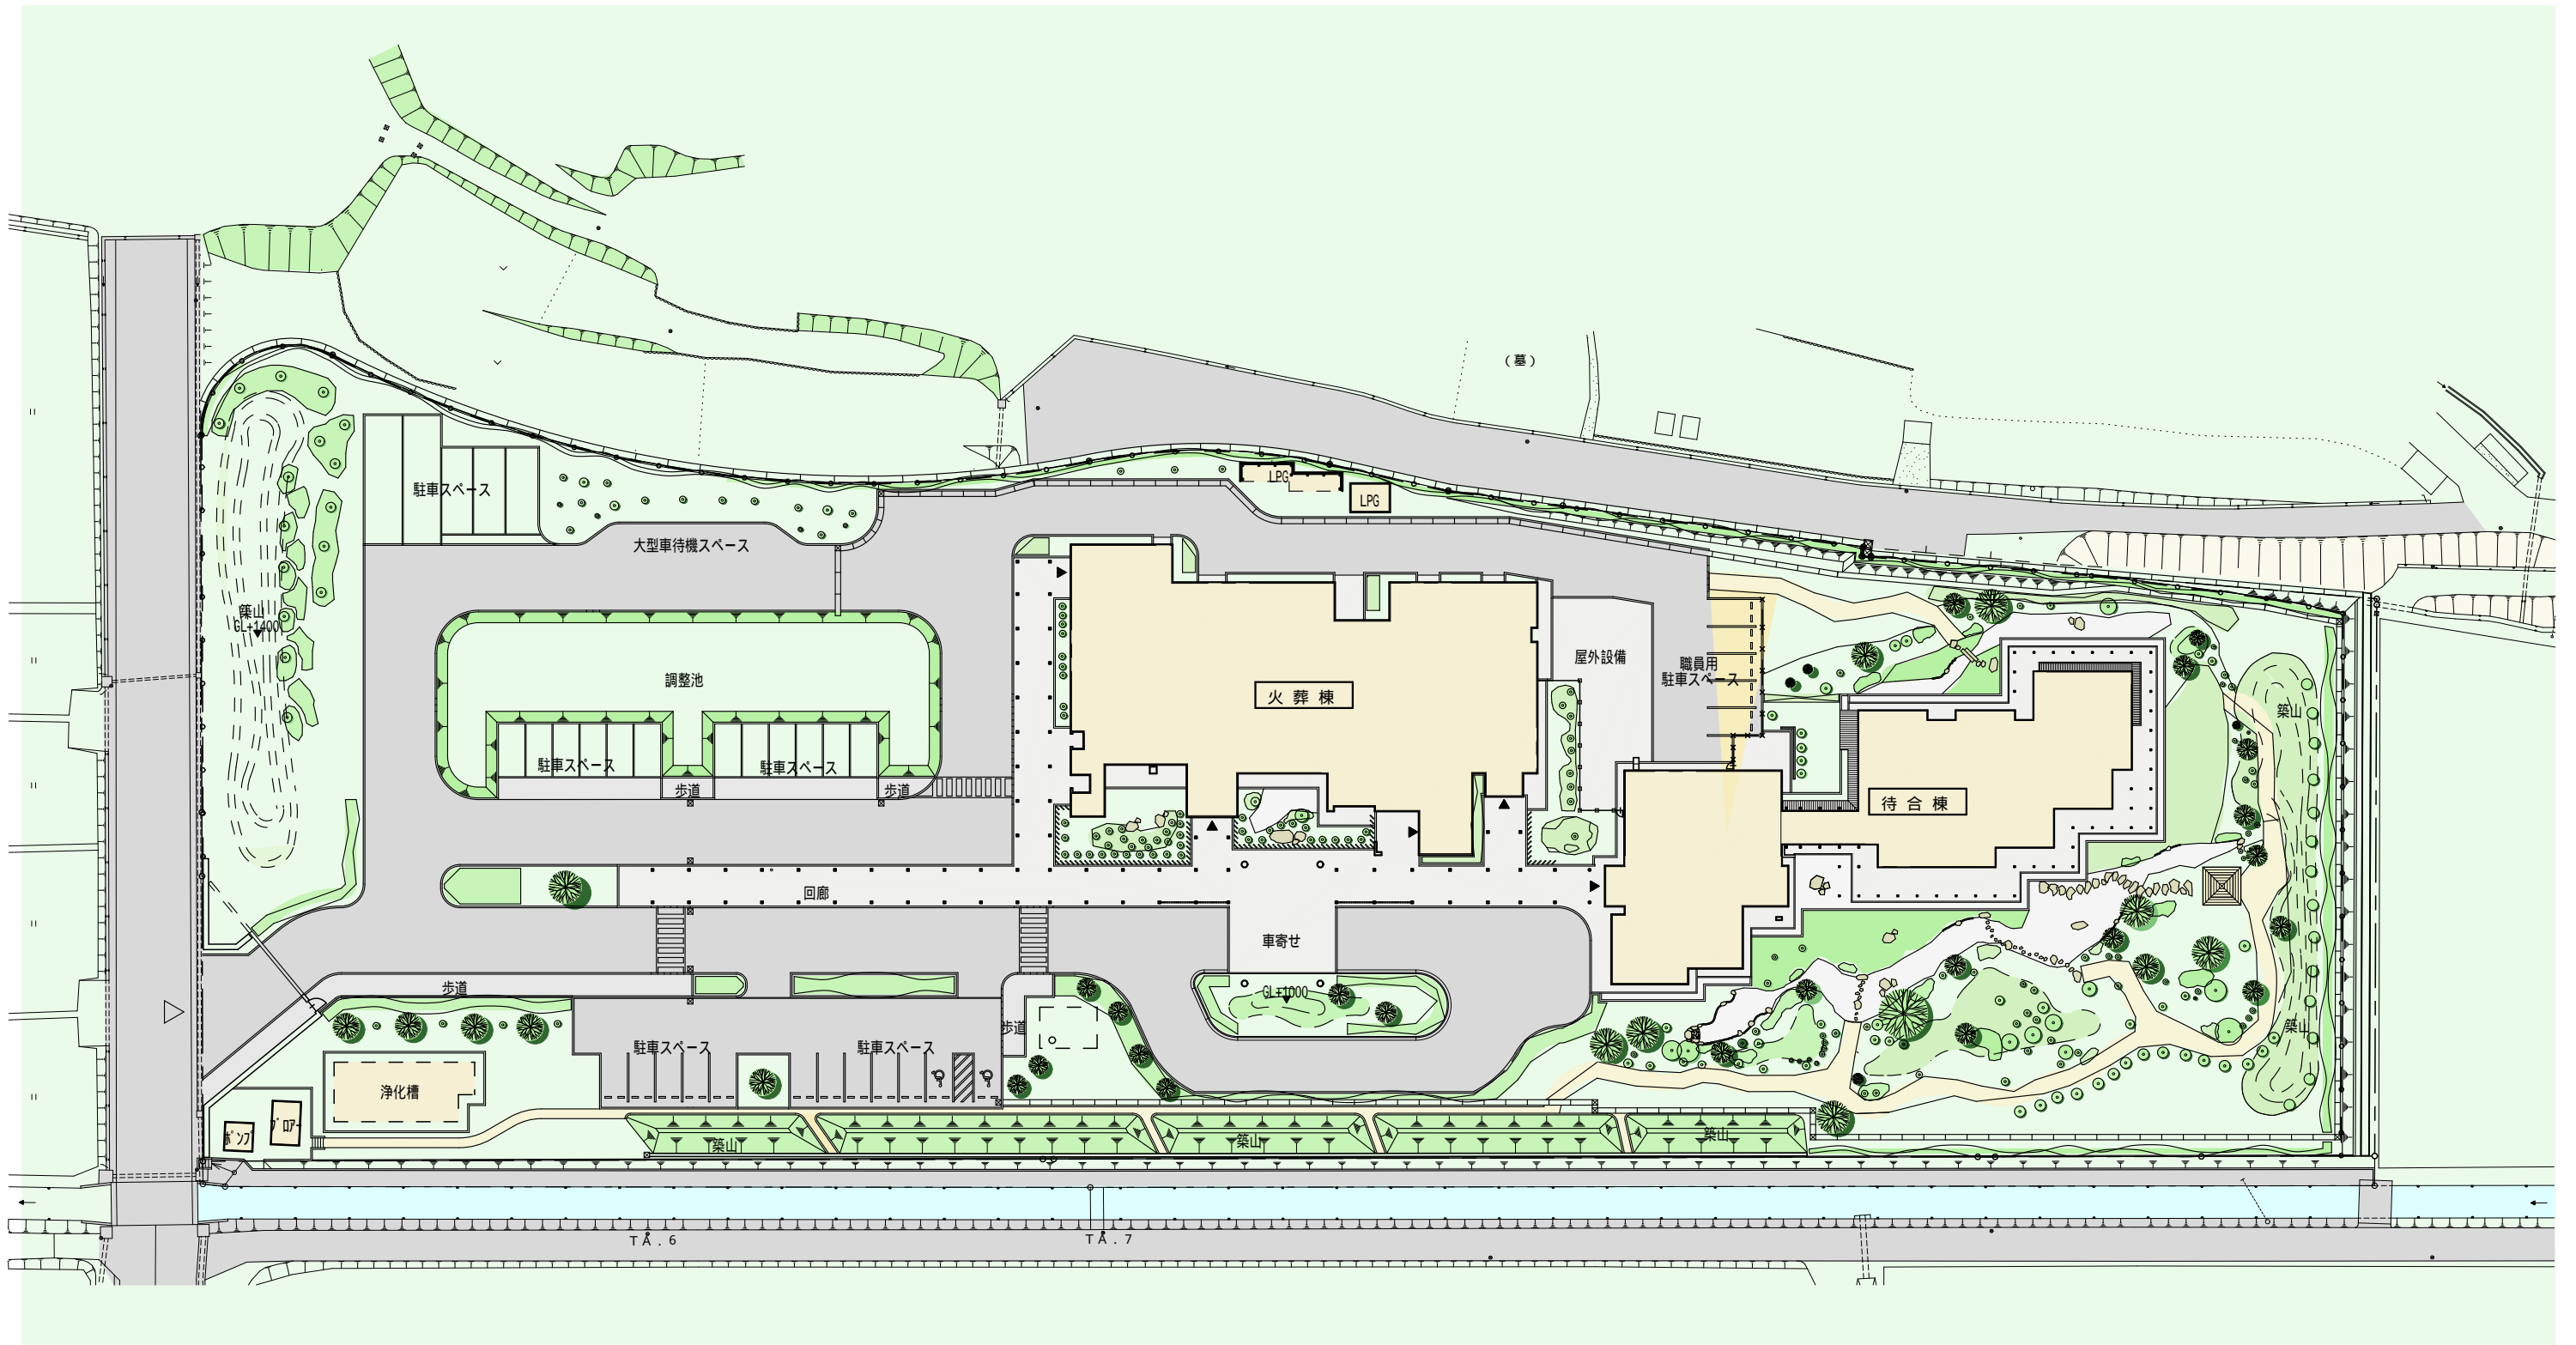 （墓）
LPG
LPG
駐車スペース
大型車待機スペース
築山
GL+1400
調整池
火葬棟
屋外設備
職員用
駐車スペース
築山
駐車スペース
駐車スペース
歩道
歩道
待合棟
回廊
車寄せ
歩道
GL+1000
歩道
築山
駐車スペース
駐車スペース
浄化槽
ポンプ
ブロアー
築山
築山
築山
TA.6
TA.7